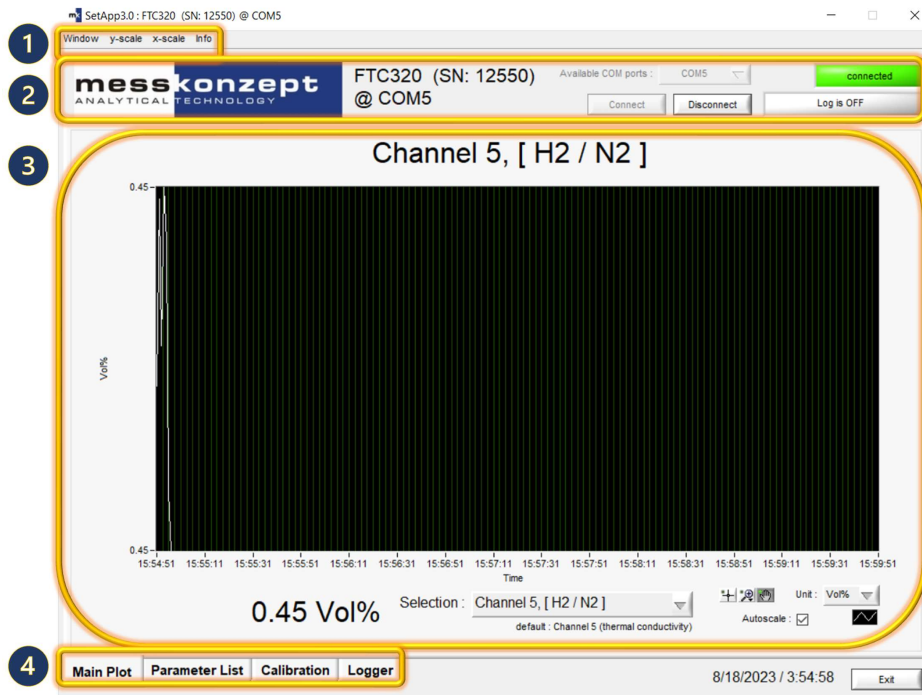 SetApp3.0 : FTC320 (SN: 12550) @ COM5
1
Window y-scale x-scale Info
2
messkonzept
ANALYTICAL TECHNOLOGY
FTC320 (SN: 12550)
@ COM5
Available COM ports :
COM5
connected
Connect
Disconnect
Log is OFF
3
Channel 5, [ H2 / N2 ]
0.45
Vol%
0.45
15:54:51 15:55:11 15:55:31 15:55:51 15:56:11 15:56:31 15:56:51 15:57:11 15:57:31 15:57:51 15:58:11 15:58:31 15:58:51 15:59:11 15:59:31 15:59:51
Time
0.45 Vol%
Selection : Channel 5, [ H2 / N2 ]
default : Channel 5 (thermal conductivity)
Unit : Vol%
Autoscale :
4
Main Plot Parameter List Calibration Logger
8/18/2023 / 3:54:58
Exit